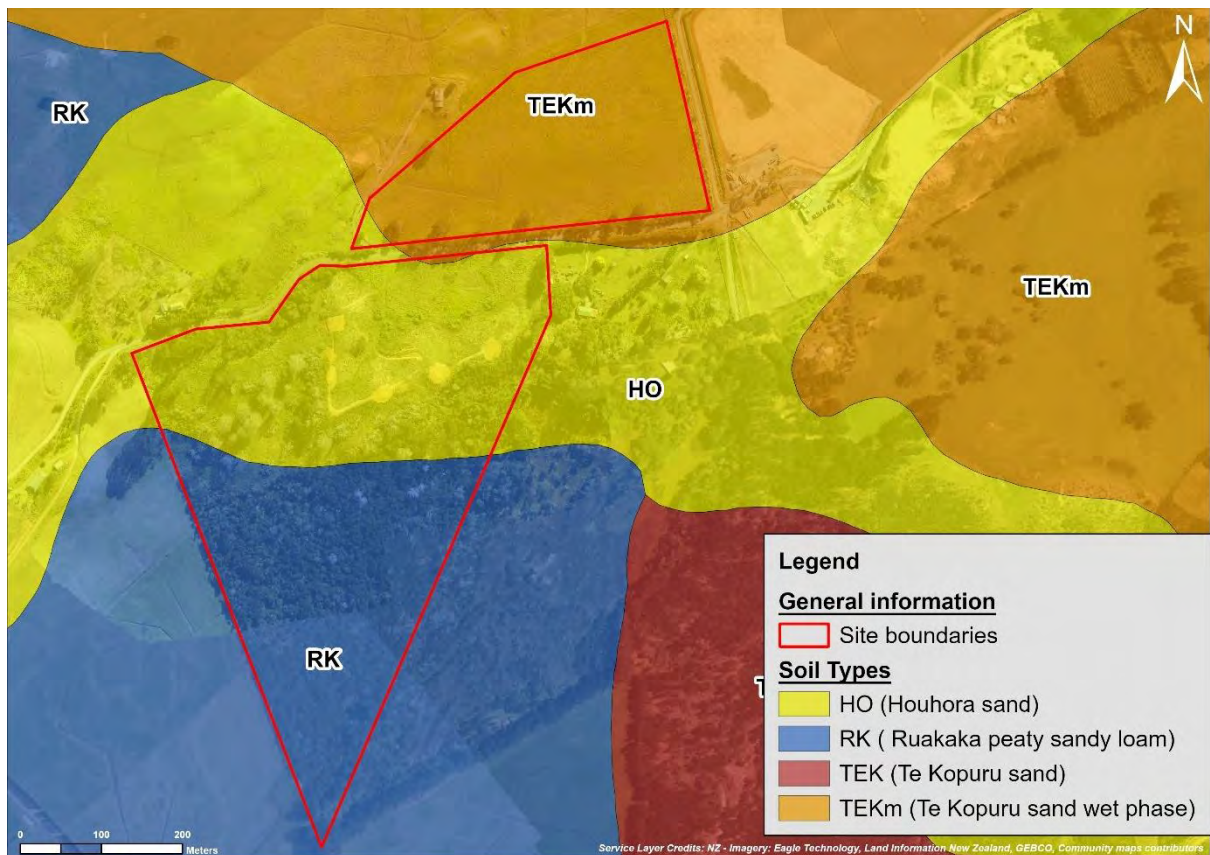 N
RK
TEKm
TEKm
HO
RK
T
Legend
General information
Site boundaries
Soil Types
HO (Houhora sand)
RK ( Ruakaka peaty sandy loam)
TEK (Te Kopuru sand)
TEKm (Te Kopuru sand wet phase)
0 100 200
Meters
Service Layer Credits: NZ - Imagery: Eagle Technology, Land Information New Zealand, GEBCO, Community maps contributors